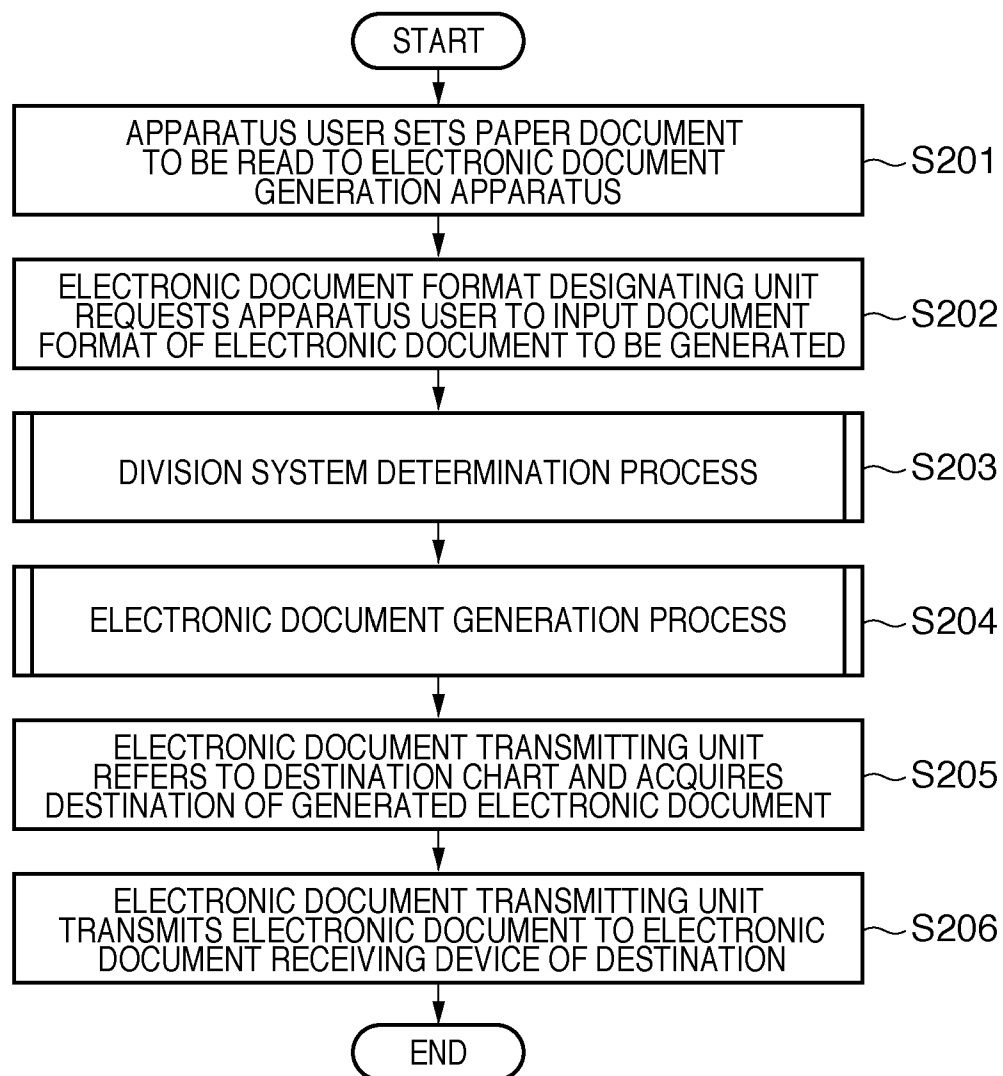 START
APPARATUS USER SETS PAPER DOCUMENT
TO BE READ TO ELECTRONIC DOCUMENT
GENERATION APPARATUS
S201
ELECTRONIC DOCUMENT FORMAT DESIGNATING UNIT
REQUESTS APPARATUS USER TO INPUT DOCUMENT
FORMAT OF ELECTRONIC DOCUMENT TO BE GENERATED
S202
DIVISION SYSTEM DETERMINATION PROCESS
S203
ELECTRONIC DOCUMENT GENERATION PROCESS
S204
ELECTRONIC DOCUMENT TRANSMITTING UNIT
REFERS TO DESTINATION CHART AND ACQUIRES
DESTINATION OF GENERATED ELECTRONIC DOCUMENT
S205
ELECTRONIC DOCUMENT TRANSMITTING UNIT
TRANSMITS ELECTRONIC DOCUMENT TO ELECTRONIC
DOCUMENT RECEIVING DEVICE OF DESTINATION
S206
END